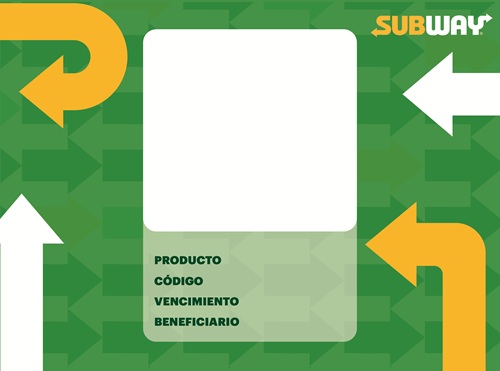 SUBWAY
PRODUCTO
CÓDIGO
VENCIMIENTO
BENEFICIARIO